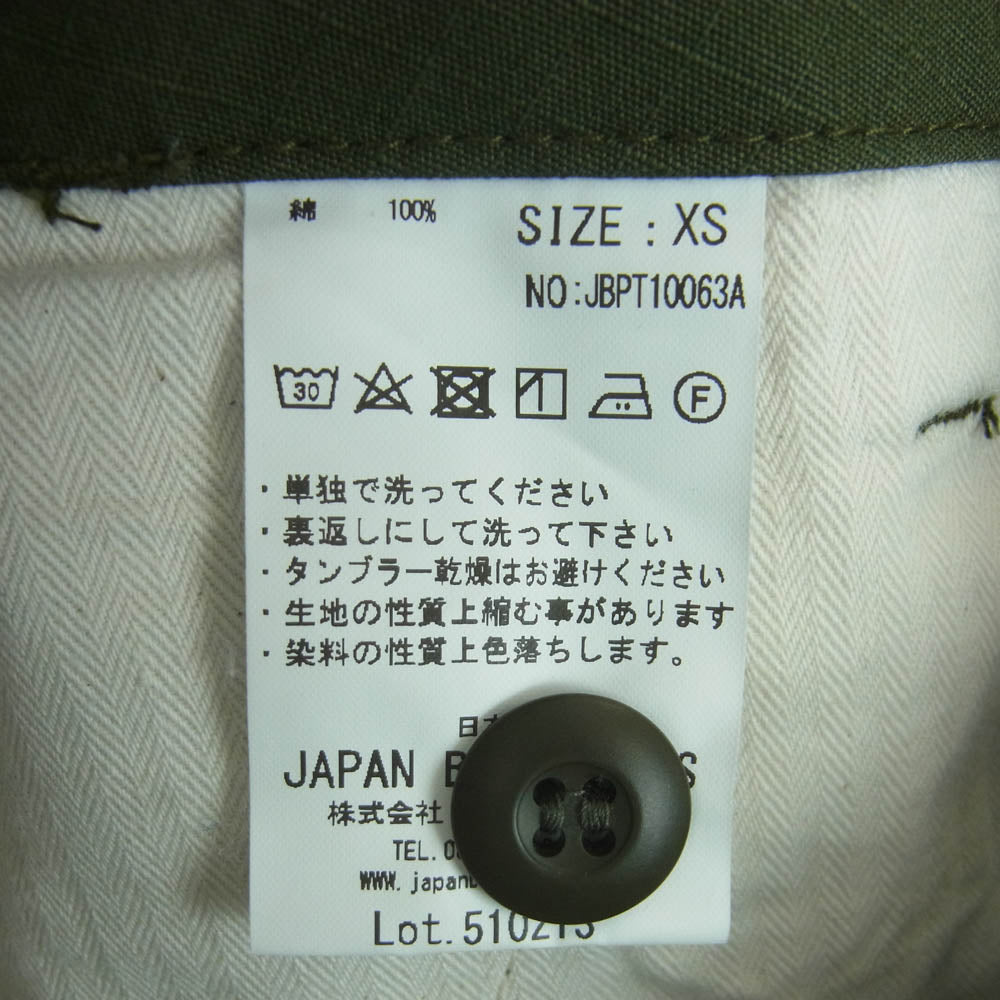 綿 100%
SIZE : XS
NO:JBPT10063A
30
F
・単独で洗ってください
・裏返しにして洗って下さい
・タンブラー乾燥はお避けください
・生地の性質上縮む事があります
・染料の性質上色落ちします。
JAPAN
株式会社
TEL.
Lot.